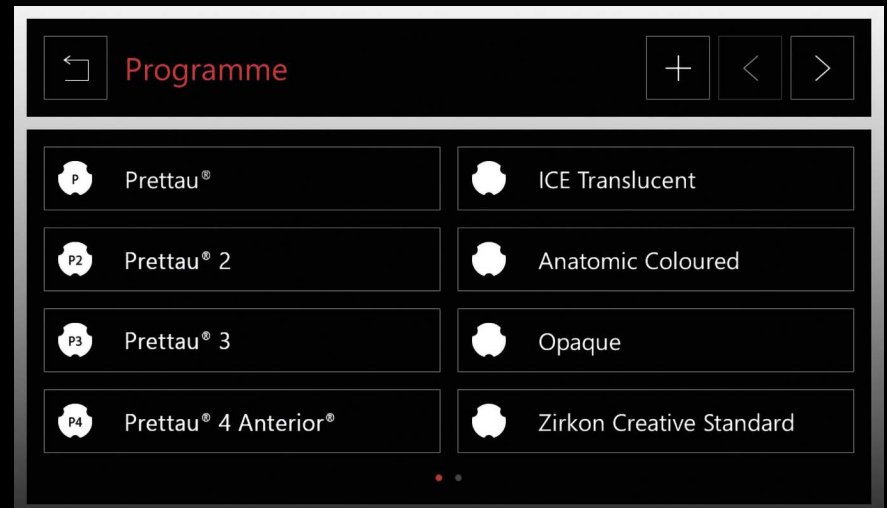 Programme
P Prettau®
ICE Translucent
P2 Prettau® 2
Anatomic Coloured
P3 Prettau® 3
Opaque
P4 Prettau® 4 Anterior®
Zirkon Creative Standard